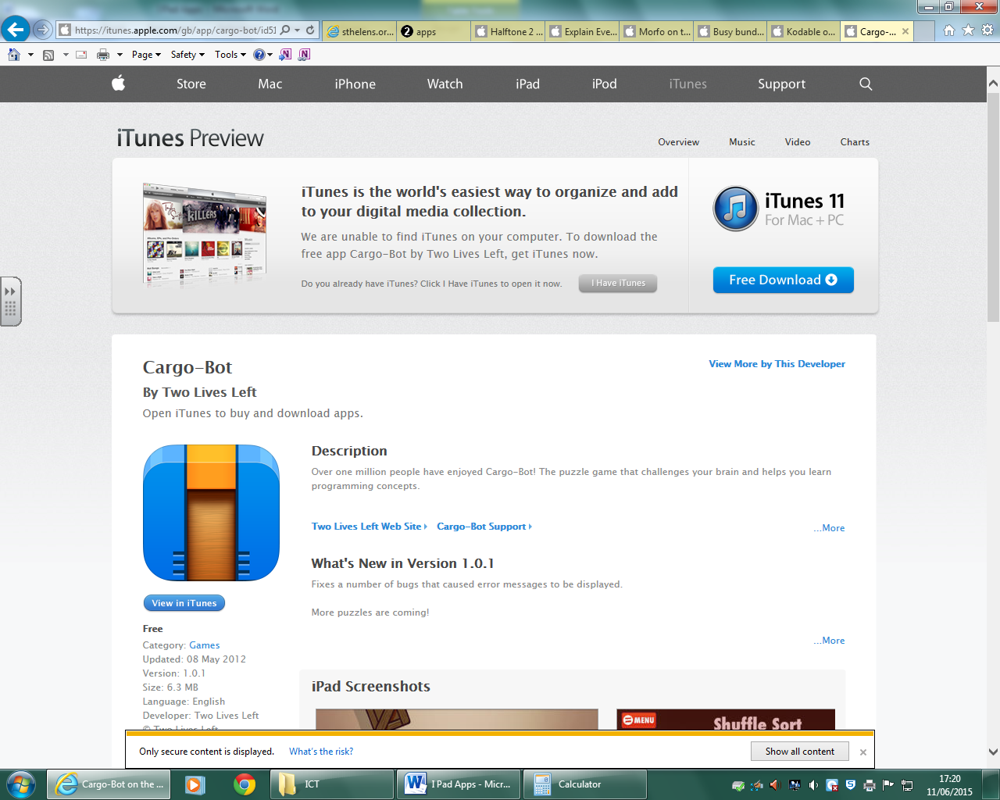 https://itunes.apple.com/gb/app/cargo-bot/id51
sthelens.or...
2 apps
Halftone 2 ...
Explain Eve...
Morfo on t...
Busy bund...
Kodable o...
Cargo-...
Page
Safety
Tools
Store
Mac
iPhone
Watch
iPad
iPod
iTunes
Support
iTunes Preview
Overview
Music
Video
Charts
iTunes is the world's easiest way to organize and add
to your digital media collection.
We are unable to find iTunes on your computer. To download the
free app Cargo-Bot by Two Lives Left, get iTunes now.
Do you already have iTunes? Click I Have iTunes to open it now.
I Have iTunes
iTunes 11
For Mac + PC
Free Download
KILLERS
Cargo-Bot
View More by This Developer
By Two Lives Left
Open iTunes to buy and download apps.
Description
Over one million people have enjoyed Cargo-Bot! The puzzle game that challenges your brain and helps you learn
programming concepts.
Two Lives Left Web Site
Cargo-Bot Support
...More
What's New in Version 1.0.1
Fixes a number of bugs that caused error messages to be displayed.
More puzzles are coming!
...More
View in iTunes
Free
Category: Games
Updated: 08 May 2012
Version: 1.0.1
Size: 6.3 MB
Language: English
Developer: Two Lives Left
© Two Lives Left
iPad Screenshots
MENU
Shuffle Sort
Only secure content is displayed.
What's the risk?
Show all content
Cargo-Bot on the ...
ICT
I Pad Apps - Micr...
Calculator
17:20
11/06/2015